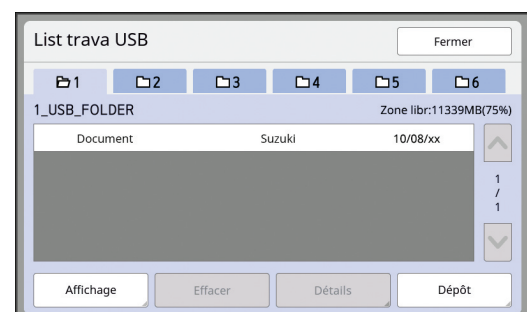 List trava USB
Fermer
1 2 3 4 5 6
1_USB_FOLDER Zone libr:11339MB(75%)
Document Suzuki 10/08/xx
1
/
1
Affichage Effacer Détails Dépôt